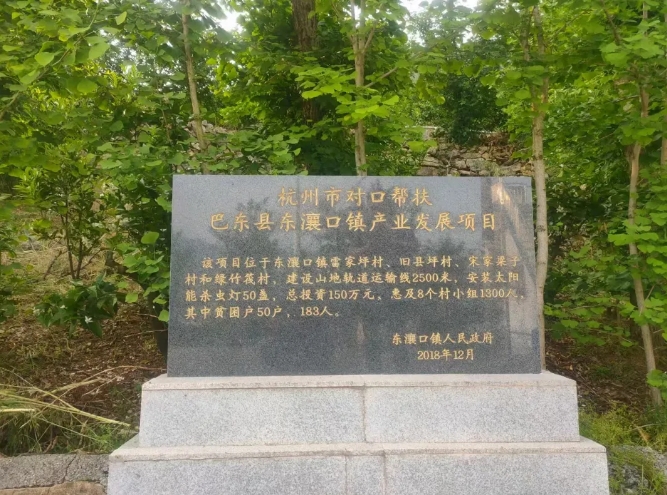 杭州市对口帮扶
巴东县东瀼口镇产业发展项目
该项目位于东瀼口镇雷家坪村、旧县坪村、宋家梁子
村和绿竹筏村，建设山地轨道运输线2500米，安装太阳
能杀虫灯50盏，总投资150万元，惠及8个村小组1300人，
其中贫困户50户，183人。
东瀼口镇人民政府
2018年12月